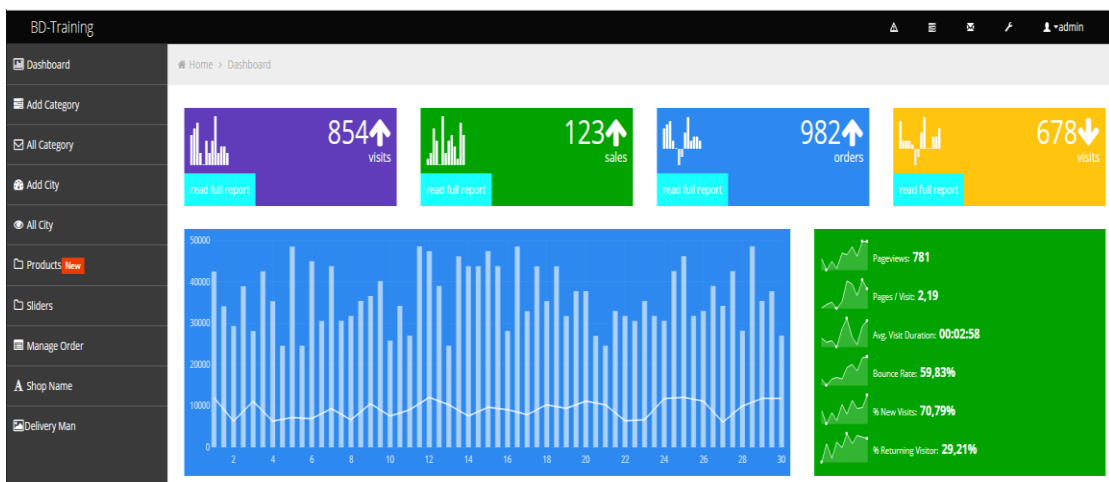 BD-Training
admin
Dashboard
Add Category
All Category
Add City
All City
Products New
Sliders
Manage Order
Shop Name
Delivery Man
Home > Dashboard
854
visits
read full report
123
sales
read full report
982
orders
read full report
678
visits
read full report
50000
40000
30000
20000
10000
0
2 4 6 8 10 12 14 16 18 20 22 24 26 28 30
Pageviews: 781
Pages / Visit: 2,19
Avg. Visit Duration: 00:02:58
Bounce Rate: 59,83%
% New Visits: 70,79%
% Returning Visitor: 29,21%